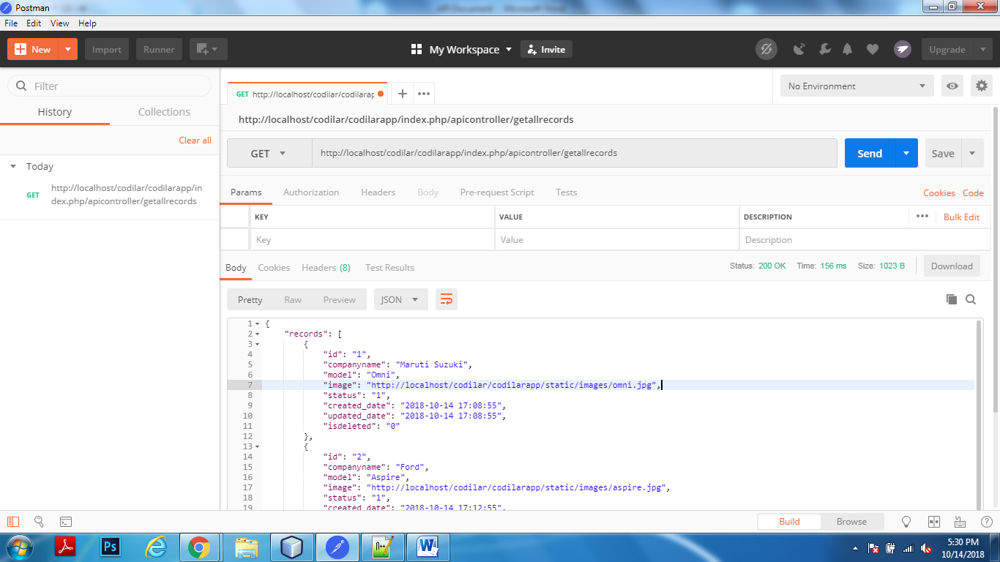 Postman
API Document - Microsoft Word
File Edit View Help
New Import Runner My Workspace Invite Upgrade
Filter
History Collections
Clear all
Today
GET http://localhost/codilar/codilarapp/in
dex.php/apicontroller/getallrecords
GET http://localhost/codilar/codilarap No Environment
http://localhost/codilar/codilarapp/index.php/apicontroller/getallrecords
GET http://localhost/codilar/codilarapp/index.php/apicontroller/getallrecords Send Save
Params Authorization Headers Body Pre-request Script Tests Cookies Code
KEY VALUE DESCRIPTION ••• Bulk Edit
Key Value Description
Body Cookies Headers (8) Test Results Status: 200 OK Time: 156 ms Size: 1023 B Download
Pretty Raw Preview JSON
1 {
2 "records": [
3 {
4 "id": "1",
5 "companyname": "Maruti Suzuki",
6 "model": "Omni",
7 "image": "http://localhost/codilar/codilarapp/static/images/omni.jpg",
8 "status": "1",
9 "created_date": "2018-10-14 17:08:55",
10 "updated_date": "2018-10-14 17:08:55",
11 "isdeleted": "0"
12 },
13 {
14 "id": "2",
15 "companyname": "Ford",
16 "model": "Aspire",
17 "image": "http://localhost/codilar/codilarapp/static/images/aspire.jpg",
18 "status": "1",
19 "created_date": "2018-10-14 17:12:55",
Build Browse
Ps
5:30 PM
10/14/2018